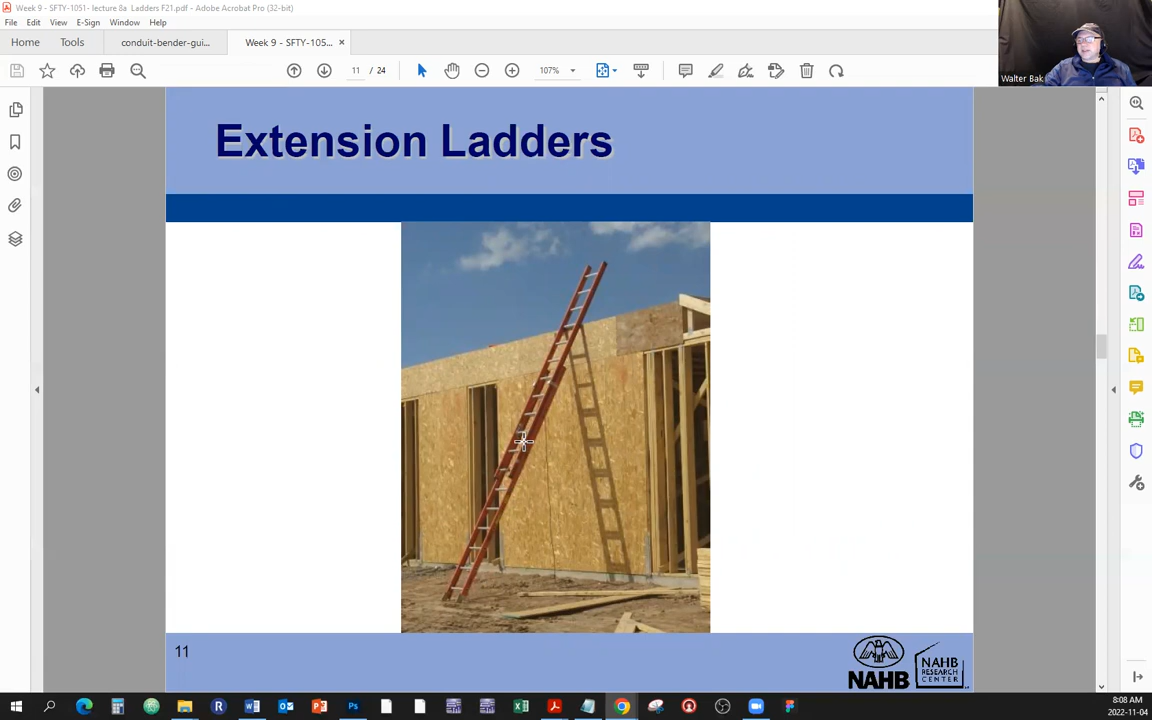 Week 9 - SFTY-1051- lecture 8a  Ladders F21.pdf - Adobe Acrobat Pro (32-bit)
File Edit View E-Sign Window Help
Home Tools conduit-bender-gui... Week 9 - SFTY-105... ×
11 / 24 107%
Walter Bak
Extension Ladders
11
NAHB
NAHB
RESEARCH
CENTER
8:08 AM
2022-11-04